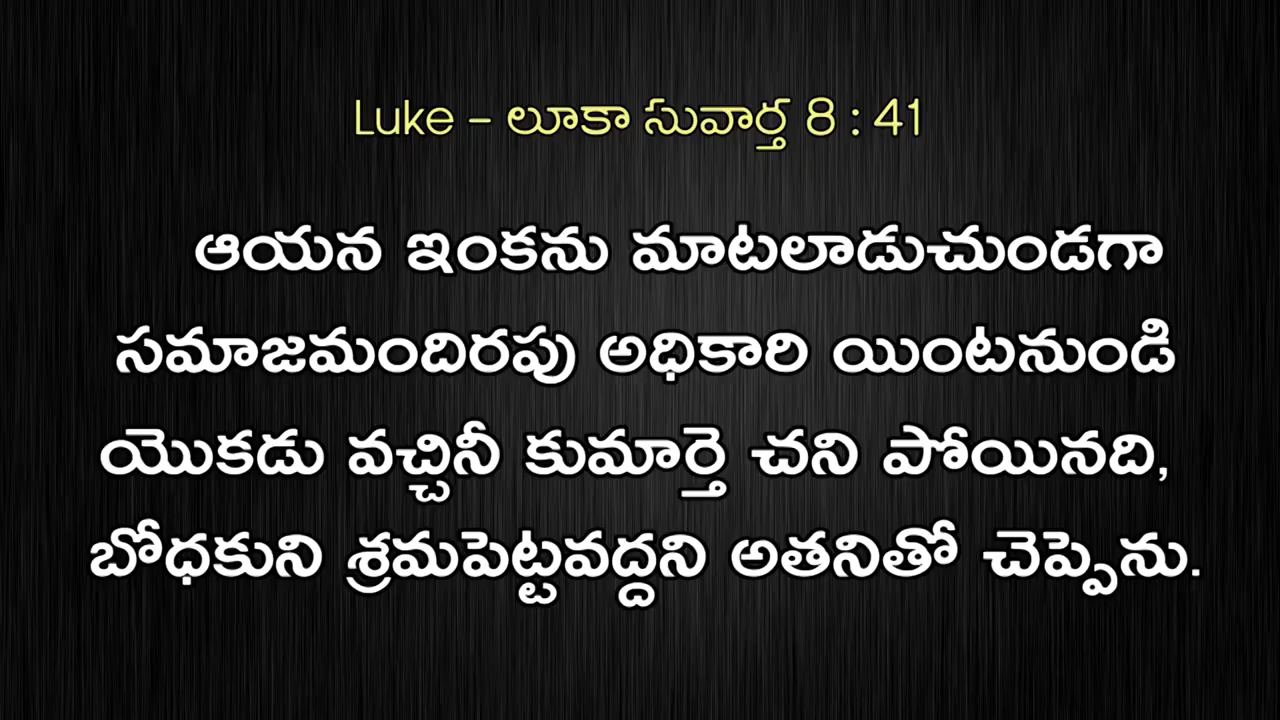 Luke – లూకా సువార్త 8 : 41
ఆయన ఇంకను మాటలాడుచుండగా
సమాజమందిరపు అధికారి యింటనుండి
యొకడు వచ్చినీ కుమార్తె చని పోయినది,
బోధకుని శ్రమపెట్టవద్దని అతనితో చెప్పెను.